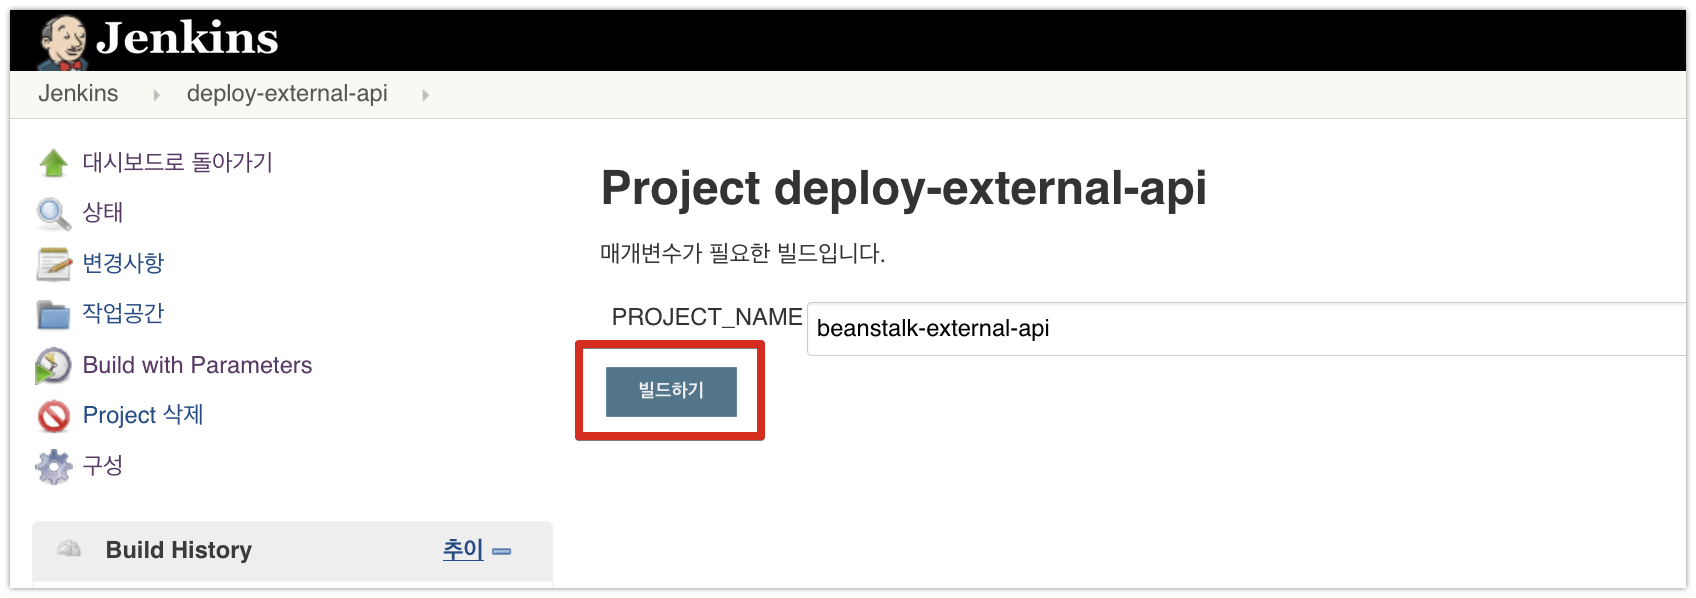 Jenkins
Jenkins deploy-external-api
대시보드로 돌아가기
상태
변경사항
작업공간
Build with Parameters
Project 삭제
구성
Build History 추이
Project deploy-external-api
매개변수가 필요한 빌드입니다.
PROJECT_NAME beanstalk-external-api
빌드하기